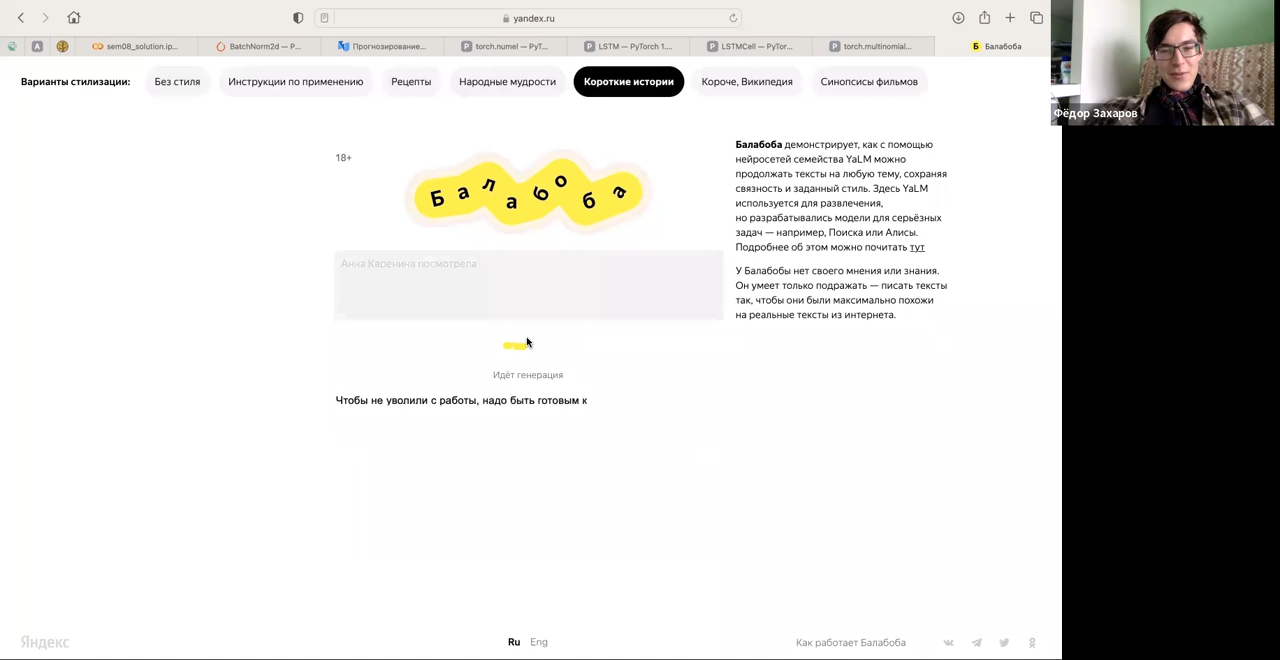 yandex.ru
sem08_solution.ip...
BatchNorm2d — P...
Прогнозирование...
torch.numel — PyT...
LSTM — PyTorch 1....
LSTMCell — PyTor...
torch.multinomial...
Балабоба
Варианты стилизации:
Без стиля
Инструкции по применению
Рецепты
Народные мудрости
Короткие истории
Короче, Википедия
Синопсисы фильмов
Фёдор Захаров
18+
Балабоба
Анна Каренина посмотрела
Идёт генерация
Чтобы не уволили с работы, надо быть готовым к
Балабоба демонстрирует, как с помощью
нейросетей семейства YaLM можно
продолжать тексты на любую тему, сохраняя
связность и заданный стиль. Здесь YaLM
используется для развлечения,
но разрабатывались модели для серьёзных
задач — например, Поиска или Алисы.
Подробнее об этом можно почитать тут
У Балабобы нет своего мнения или знания.
Он умеет только подражать — писать тексты
так, чтобы они были максимально похожи
на реальные тексты из интернета.
Яндекс
Ru
Eng
Как работает Балабоба